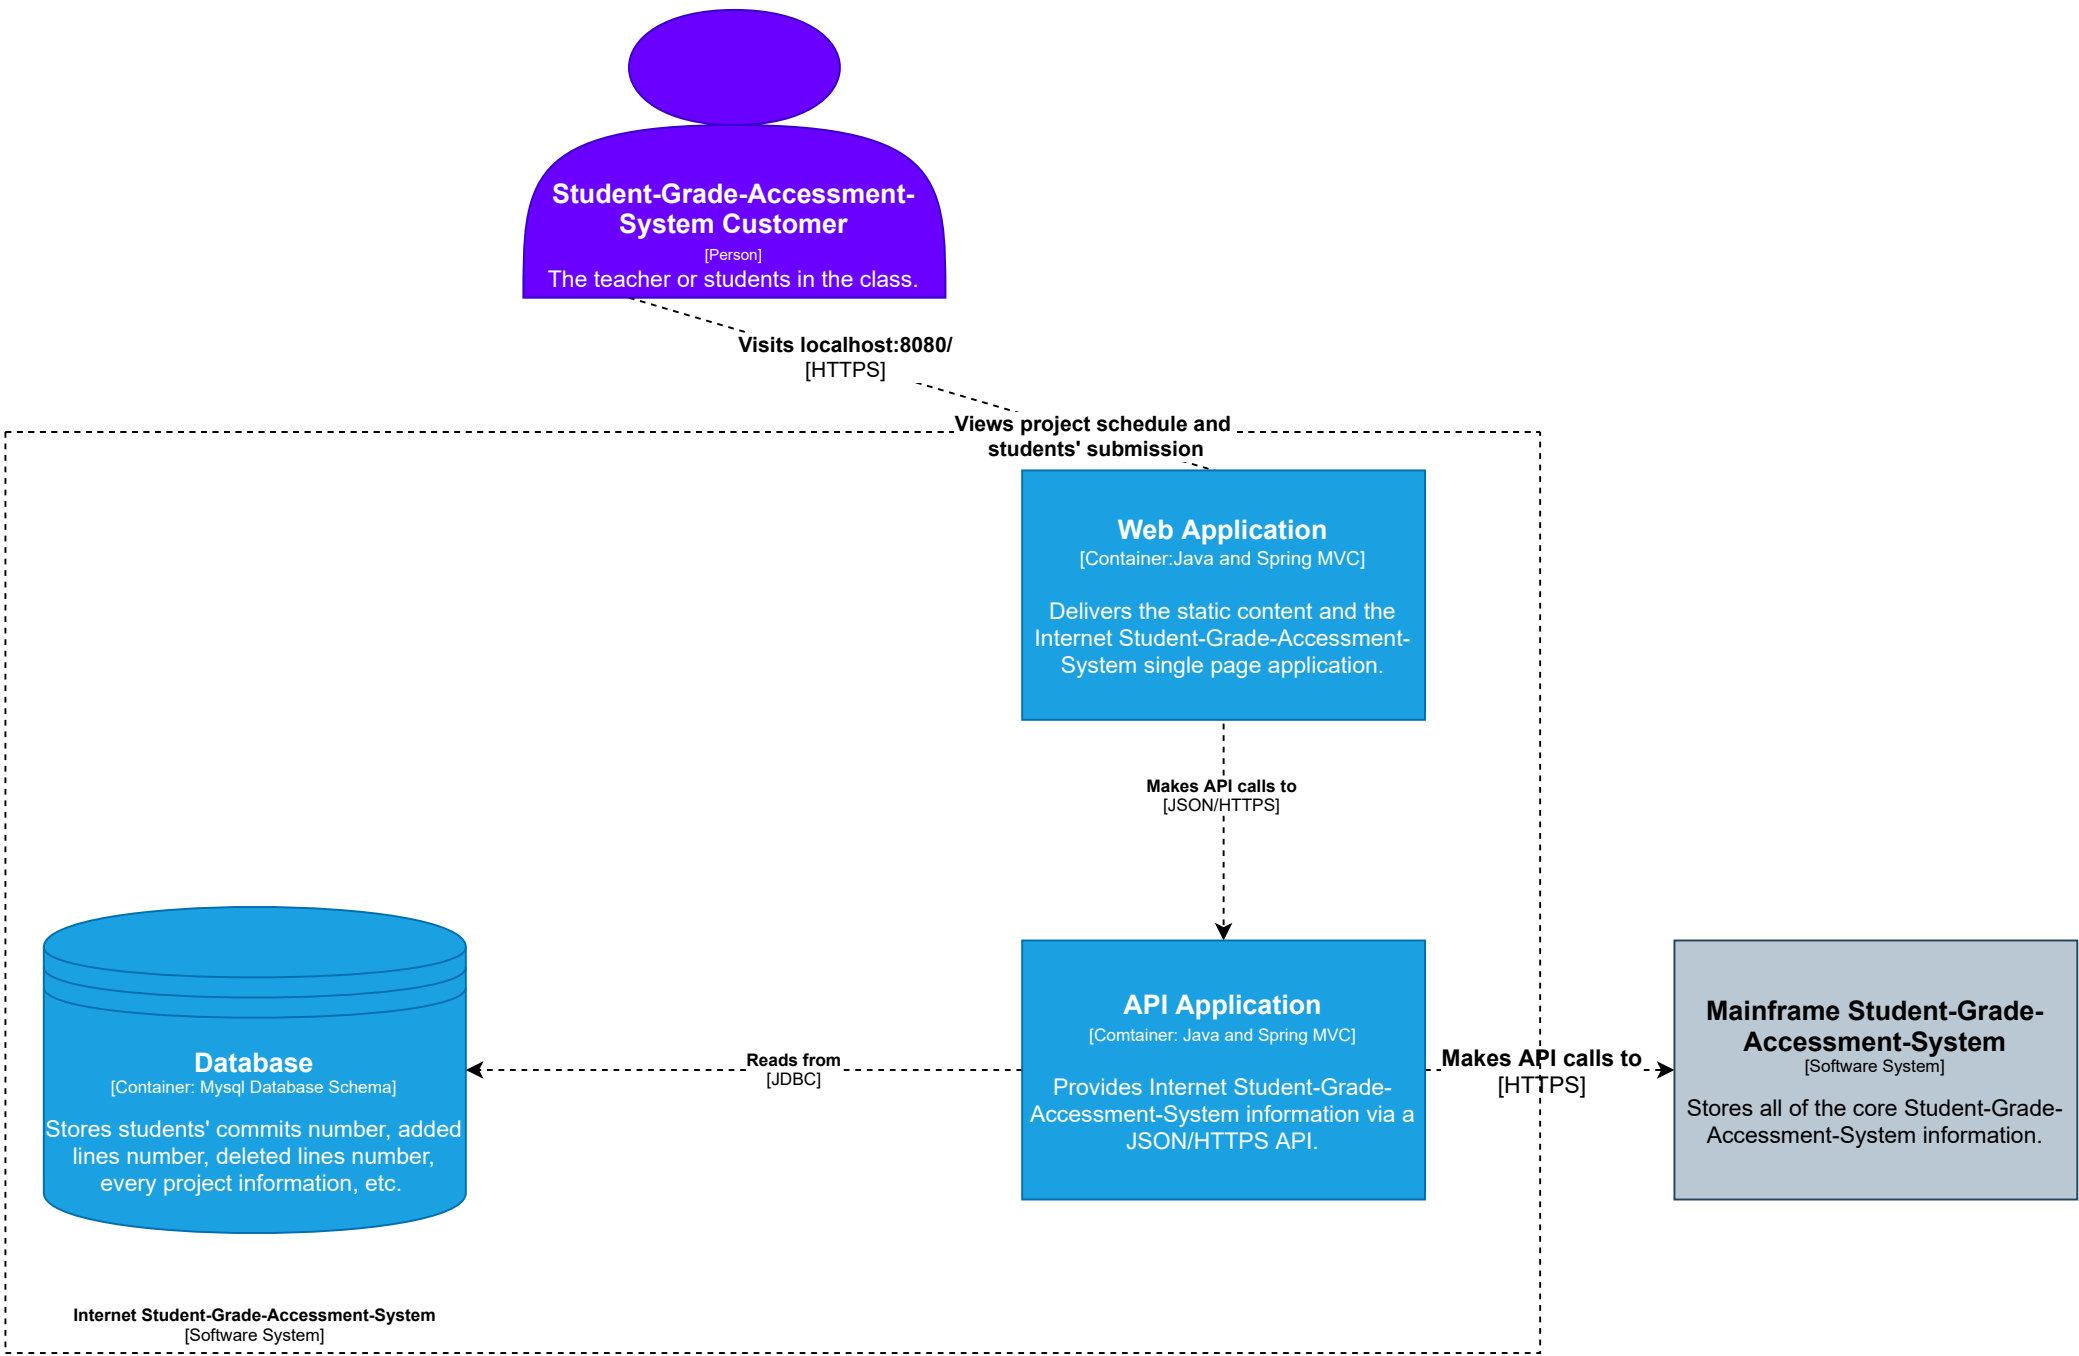 Student-Grade-Accessment-
System Customer
[Person]
The teacher or students in the class.
Visits localhost:8080/
[HTTPS]
Views project schedule and
students' submission
Web Application
[Container:Java and Spring MVC]
Delivers the static content and the
Internet Student-Grade-Accessment-
System single page application.
Makes API calls to
[JSON/HTTPS]
Database
[Container: Mysql Database Schema]
Stores students' commits number, added
lines number, deleted lines number,
every project information, etc.
Reads from
[JDBC]
API Application
[Comtainer: Java and Spring MVC]
Provides Internet Student-Grade-
Accessment-System information via a
JSON/HTTPS API.
Makes API calls to
[HTTPS]
Mainframe Student-Grade-
Accessment-System
[Software System]
Stores all of the core Student-Grade-
Accessment-System information.
Internet Student-Grade-Accessment-System
[Software System]